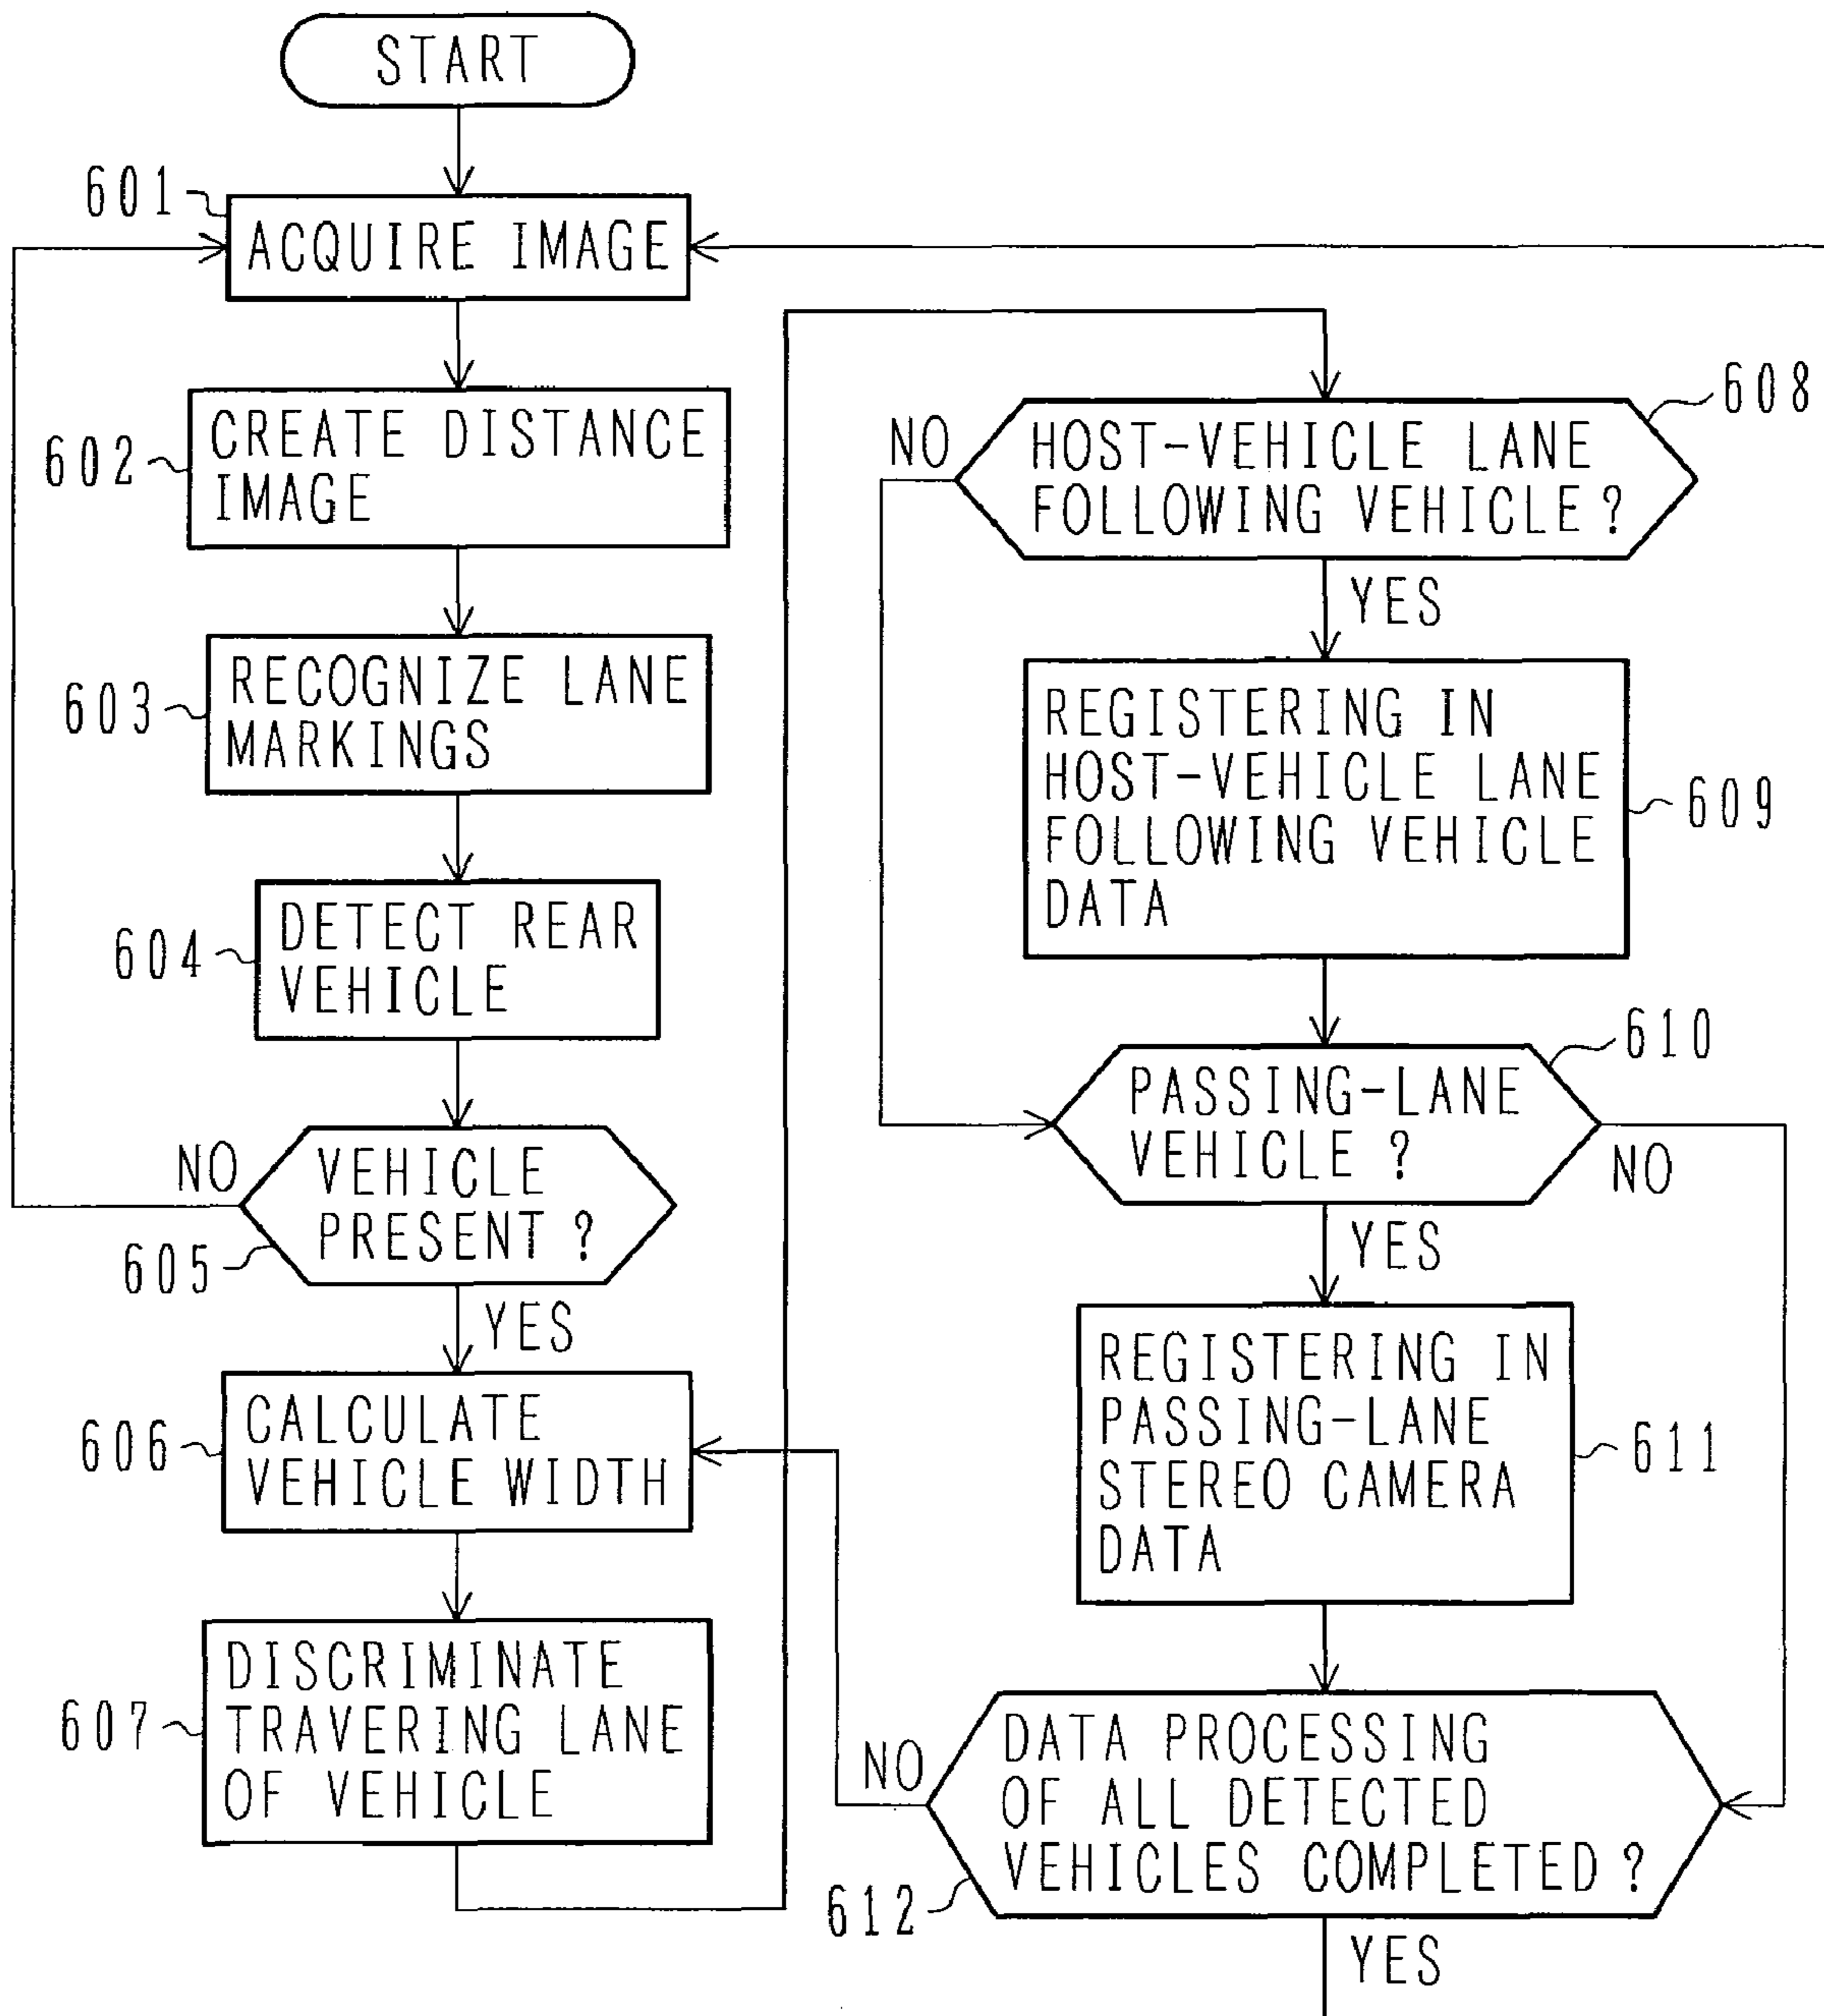 START
601
ACQUIRE IMAGE
602
CREATE DISTANCE
IMAGE
603
RECOGNIZE LANE
MARKINGS
604
DETECT REAR
VEHICLE
605
NO
VEHICLE
PRESENT ?
YES
606
CALCULATE
VEHICLE WIDTH
607
DISCRIMINATE
TRAVERING LANE
OF VEHICLE
608
NO
HOST-VEHICLE LANE
FOLLOWING VEHICLE ?
YES
609
REGISTERING IN
HOST-VEHICLE LANE
FOLLOWING VEHICLE
DATA
610
PASSING-LANE
VEHICLE ?
NO
YES
611
REGISTERING IN
PASSING-LANE
STEREO CAMERA
DATA
612
NO
DATA PROCESSING
OF ALL DETECTED
VEHICLES COMPLETED ?
YES